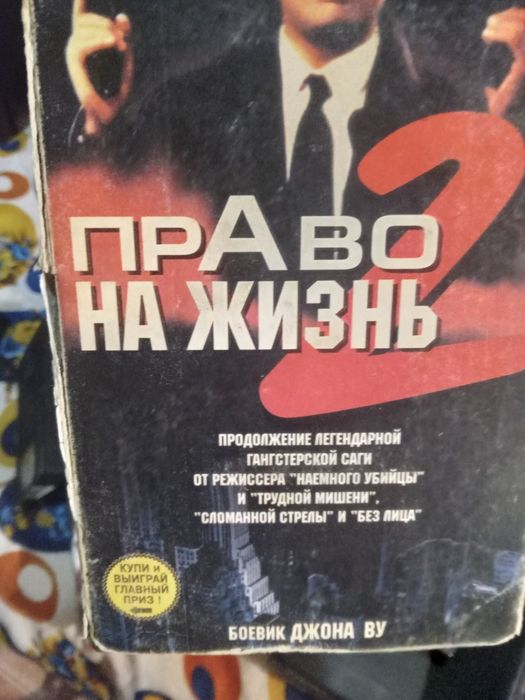 ПРАВО
НА ЖИЗНЬ
2
ПРОДОЛЖЕНИЕ ЛЕГЕНДАРНОЙ
ГАНГСТЕРСКОЙ САГИ
ОТ РЕЖИССЕРА "НАЕМНОГО УБИЙЦЫ"
И "ТРУДНОЙ МИШЕНИ",
"СЛОМАННОЙ СТРЕЛЫ" И "БЕЗ ЛИЦА"
КУПИ и
ВЫИГРАЙ
ГЛАВНЫЙ
ПРИЗ !
БОЕВИК ДЖОНА ВУ